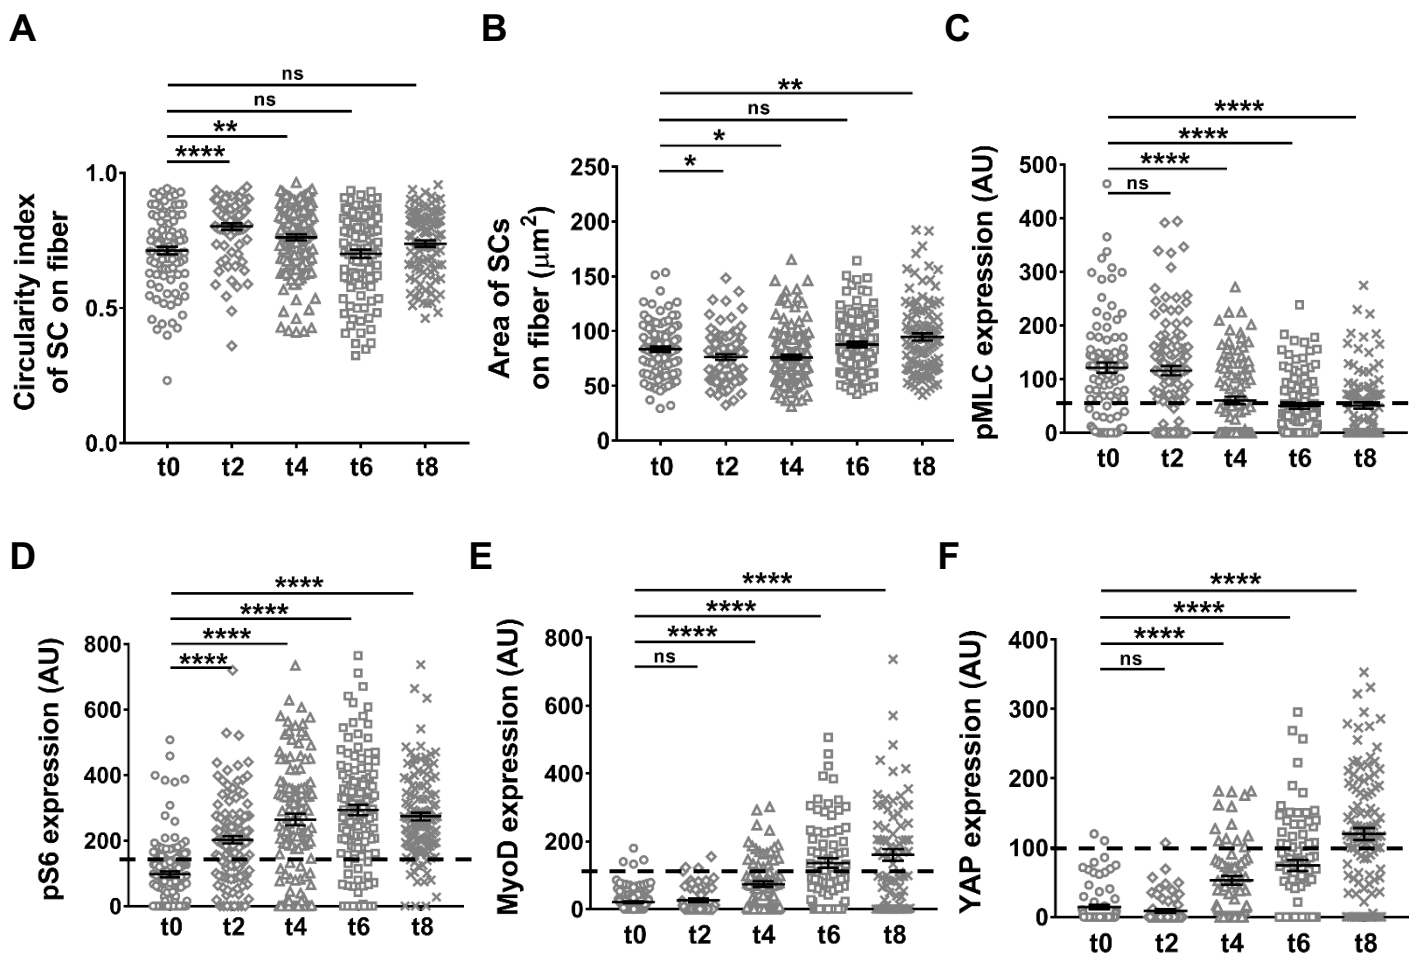 A
ns
ns
**
****
Circularity index
of SC on fiber
1.0
0.5
0.0
t0 t2 t4 t6 t8
B
**
ns
*
*
Area of SCs
on fiber (μm²)
250
200
150
100
50
0
t0 t2 t4 t6 t8
C
****
****
****
ns
pMLC expression (AU)
500
400
300
200
100
0
t0 t2 t4 t6 t8
D
****
****
****
****
pS6 expression (AU)
800
600
400
200
0
t0 t2 t4 t6 t8
E
****
****
****
ns
MyoD expression (AU)
800
600
400
200
0
t0 t2 t4 t6 t8
F
****
****
****
ns
YAP expression (AU)
400
300
200
100
0
t0 t2 t4 t6 t8